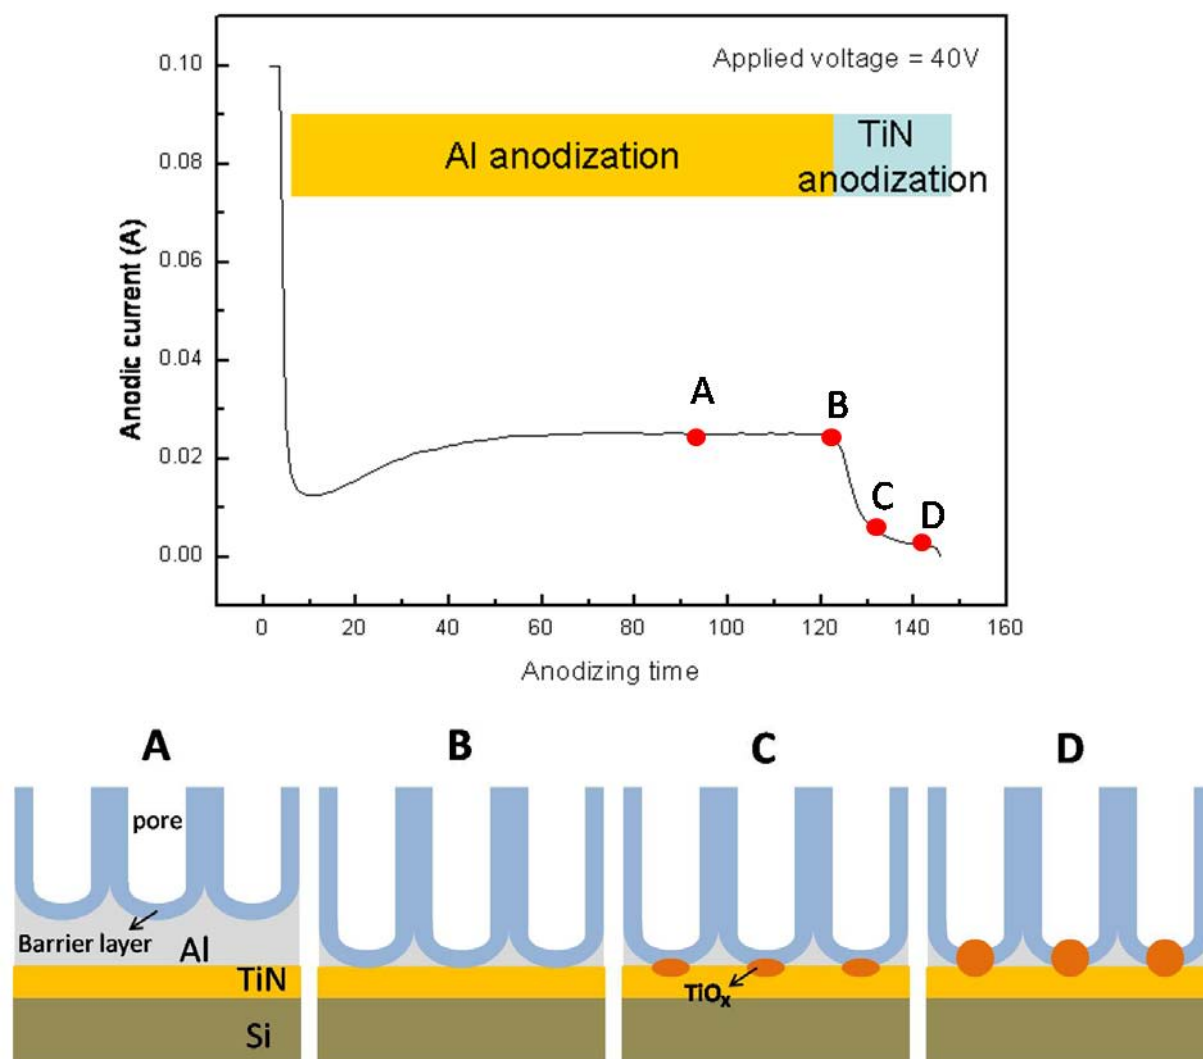 Applied voltage = 40V
0.10
0.08
0.06
0.04
0.02
0.00
Anodic current (A)
Al anodization
TiN
anodization
A
B
C
D
0 20 40 60 80 100 120 140 160
Anodizing time
A B C D
pore
Barrier layer
Al
TiN
TiOx
Si